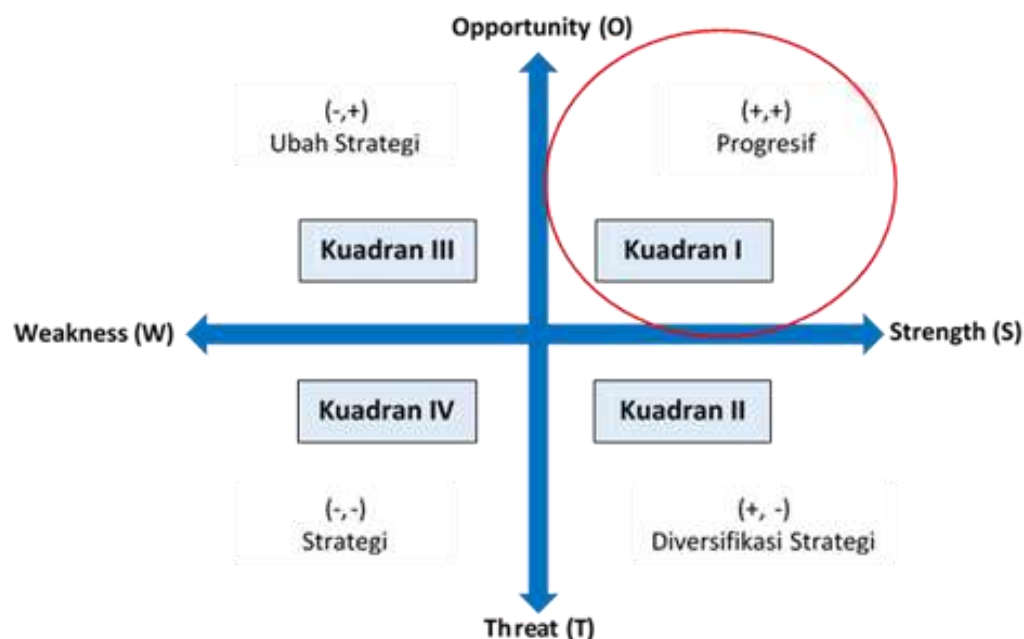 Opportunity (O)
(-,+)
Ubah Strategi
(+,+)
Progresif
Kuadran III
Kuadran I
Weakness (W)
Strength (S)
Kuadran IV
Kuadran II
(-,-)
Strategi
(+, -)
Diversifikasi Strategi
Threat (T)